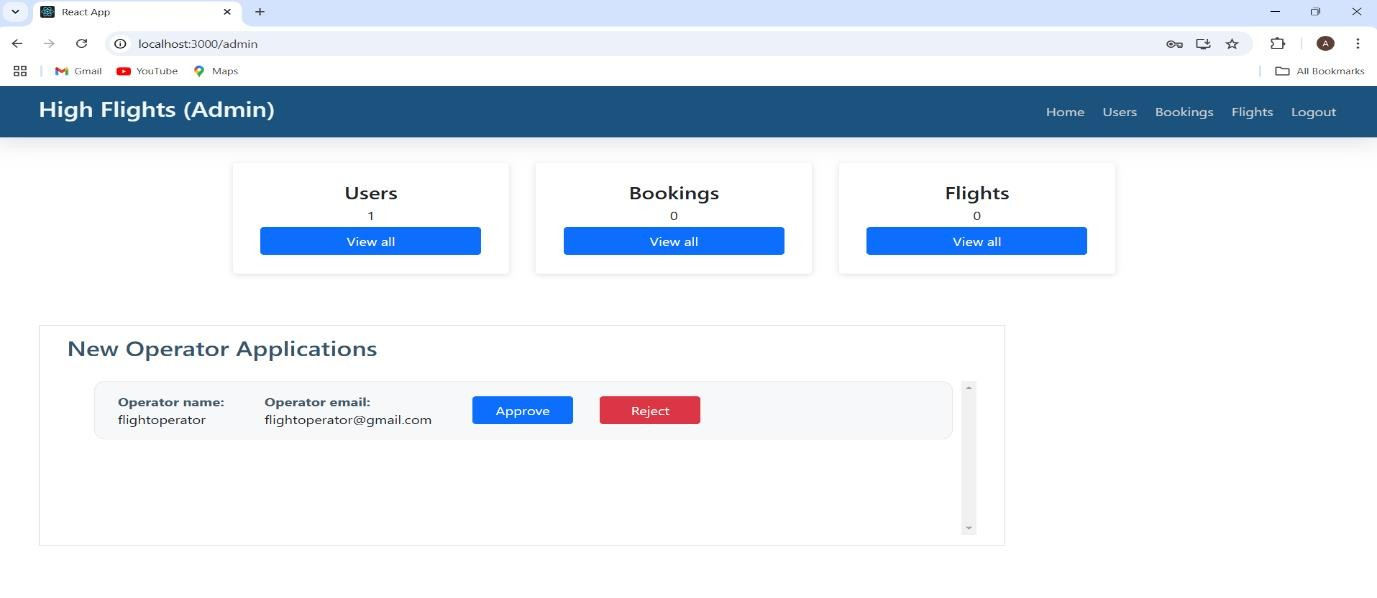 React App
localhost:3000/admin
A
Gmail YouTube Maps All Bookmarks
High Flights (Admin) Home Users Bookings Flights Logout
Users Bookings Flights
1 0 0
View all View all View all
New Operator Applications
Operator name: Operator email:
flightoperator flightoperator@gmail.com Approve Reject